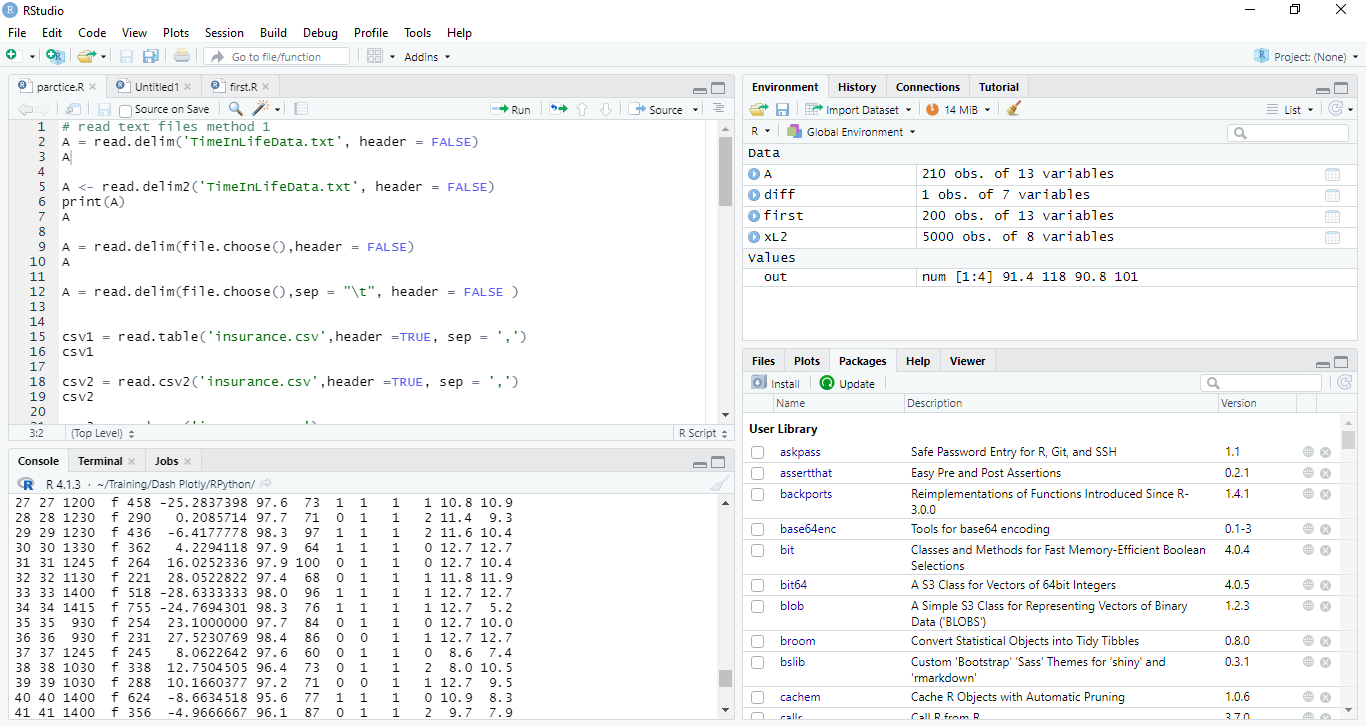 RStudio
File Edit Code View Plots Session Build Debug Profile Tools Help
Go to file/function Addins Project: (None)
parctice.R Untitled1 first.R
Source on Save Run Source
1 # read text files method 1
2 A = read.delim('TimeInLifeData.txt', header = FALSE)
3 A
4
5 A <- read.delim2('TimeInLifeData.txt', header = FALSE)
6 print(A)
7 A
8
9 A = read.delim(file.choose(),header = FALSE)
10 A
11
12 A = read.delim(file.choose(),sep = "\t", header = FALSE )
13
14
15 csv1 = read.table('insurance.csv',header =TRUE, sep = ',')
16 csv1
17
18 csv2 = read.csv2('insurance.csv',header =TRUE, sep = ',')
19 csv2
20
3:2 (Top Level) R Script
Console Terminal Jobs
R 4.1.3 · ~/Training/Dash Plotly/RPython/
27 27 1200 f 458 -25.2837398 97.6 73 1 1 1 1 10.8 10.9
28 28 1230 f 290 0.2085714 97.7 71 0 1 1 2 11.4 9.3
29 29 1230 f 436 -6.4177778 98.3 97 1 1 1 2 11.6 10.4
30 30 1330 f 362 4.2294118 97.9 64 1 1 1 0 12.7 12.7
31 31 1245 f 264 16.0252336 97.9 100 0 1 1 0 12.7 10.4
32 32 1130 f 221 28.0522822 97.4 68 0 1 1 1 11.8 11.9
33 33 1400 f 518 -28.6333333 98.0 96 1 1 1 1 12.7 12.7
34 34 1415 f 755 -24.7694301 98.3 76 1 1 1 1 12.7 5.2
35 35 930 f 254 23.1000000 97.7 84 0 1 1 0 12.7 10.0
36 36 930 f 231 27.5230769 98.4 86 0 0 1 1 12.7 12.7
37 37 1245 f 245 8.0622642 97.6 60 0 1 1 0 8.6 7.4
38 38 1030 f 338 12.7504505 96.4 73 0 1 1 2 8.0 10.5
39 39 1030 f 288 10.1660377 97.2 71 0 0 1 1 12.7 9.5
40 40 1400 f 624 -8.6634518 95.6 77 1 1 1 0 10.9 8.3
41 41 1400 f 356 -4.9666667 96.1 87 0 1 1 2 9.7 7.9
Environment History Connections Tutorial
Import Dataset 14 MiB List
R Global Environment
Data
A 210 obs. of 13 variables
diff 1 obs. of 7 variables
first 200 obs. of 13 variables
xL2 5000 obs. of 8 variables
Values
out num [1:4] 91.4 118 90.8 101
Files Plots Packages Help Viewer
Install Update
Name Description Version
User Library
askpass Safe Password Entry for R, Git, and SSH 1.1
assertthat Easy Pre and Post Assertions 0.2.1
backports Reimplementations of Functions Introduced Since R- 1.4.1
3.0.0
base64enc Tools for base64 encoding 0.1-3
bit Classes and Methods for Fast Memory-Efficient Boolean 4.0.4
Selections
bit64 A S3 Class for Vectors of 64bit Integers 4.0.5
blob A Simple S3 Class for Representing Vectors of Binary 1.2.3
Data ('BLOBS')
broom Convert Statistical Objects into Tidy Tibbles 0.8.0
bslib Custom 'Bootstrap' 'Sass' Themes for 'shiny' and 0.3.1
'rmarkdown'
cachem Cache R Objects with Automatic Pruning 1.0.6
callr Call R from R 3.7.0